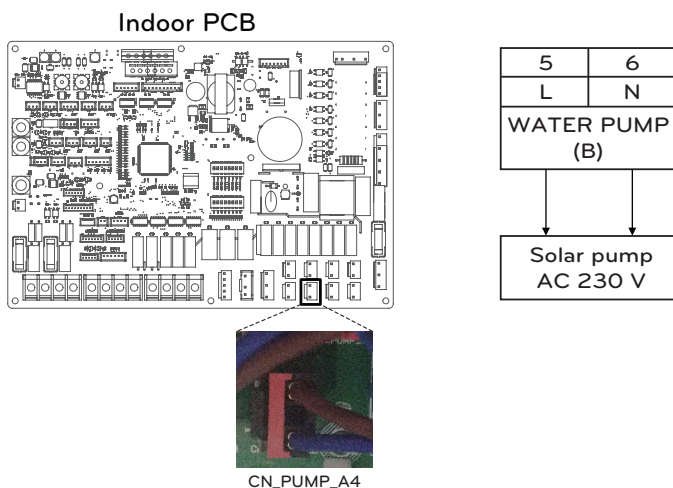 Indoor PCB
5 6
L N
WATER PUMP
(B)
Solar pump
AC 230 V
CN_PUMP_A4